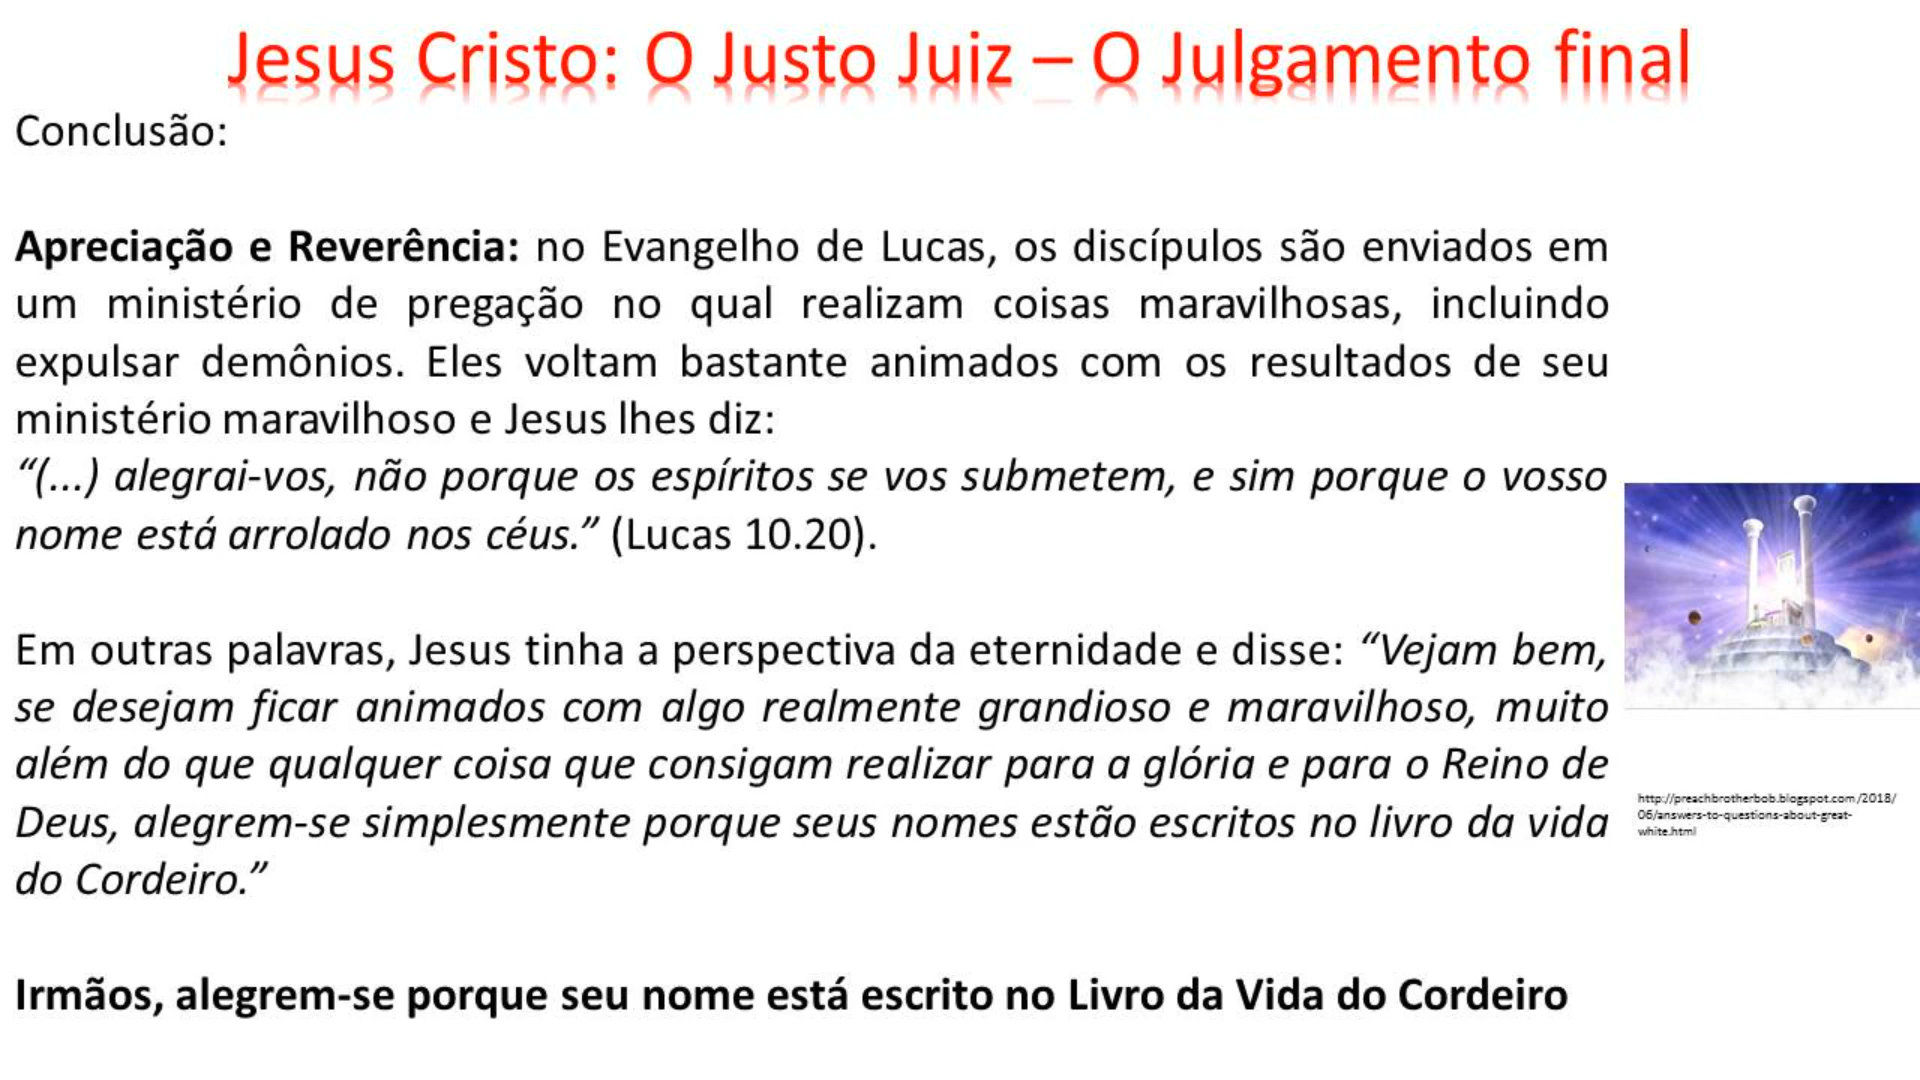 Jesus Cristo: O Justo Juiz – O Julgamento final
Conclusão:
Apreciação e Reverência: no Evangelho de Lucas, os discípulos são enviados em
um ministério de pregação no qual realizam coisas maravilhosas, incluindo
expulsar demônios. Eles voltam bastante animados com os resultados de seu
ministério maravilhoso e Jesus lhes diz:
“(...) alegrai-vos, não porque os espíritos se vos submetem, e sim porque o vosso
nome está arrolado nos céus.” (Lucas 10.20).
Em outras palavras, Jesus tinha a perspectiva da eternidade e disse: “Vejam bem,
se desejam ficar animados com algo realmente grandioso e maravilhoso, muito
além do que qualquer coisa que consigam realizar para a glória e para o Reino de
Deus, alegrem-se simplesmente porque seus nomes estão escritos no livro da vida
do Cordeiro.”
Irmãos, alegrem-se porque seu nome está escrito no Livro da Vida do Cordeiro
http://preachbrotherbob.blogspot.com/2018/
06/answers-to-questions-about-great-
white.html